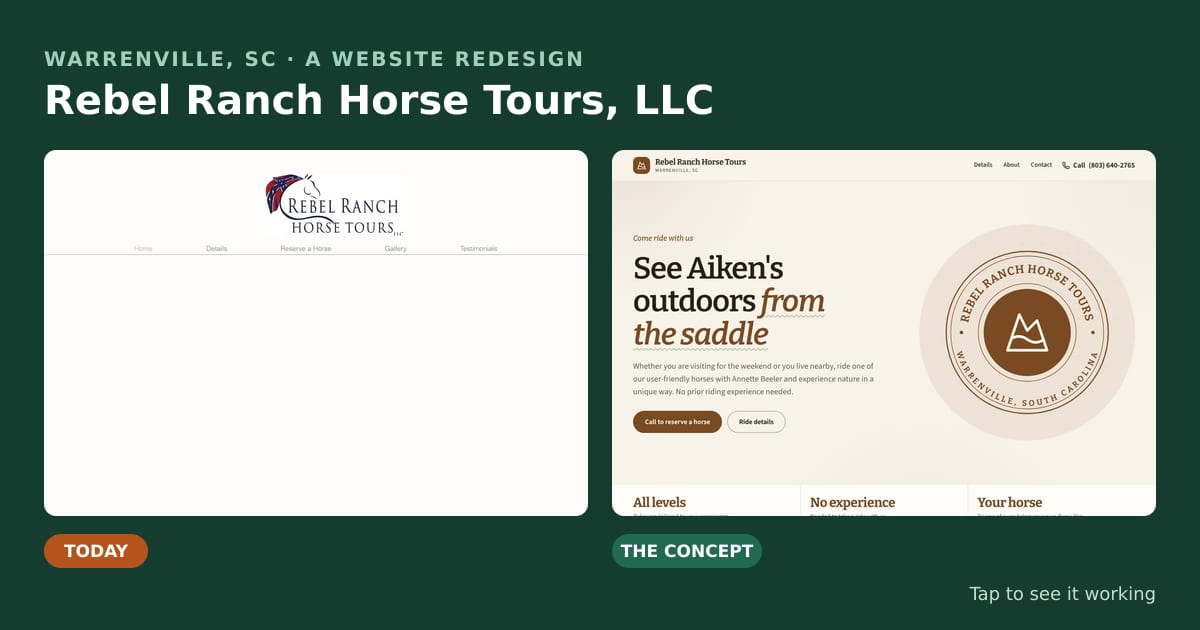 WARRENVILLE, SC · A WEBSITE REDESIGN
Rebel Ranch Horse Tours, LLC
REBEL RANCH
HORSE TOURS LLC
Home Details Reserve a Horse Gallery Testimonials
TODAY
Rebel Ranch Horse Tours
WARRENVILLE, SC
Details About Contact Call (803) 640-2765
Come ride with us
See Aiken's
outdoors from
the saddle
Whether you are visiting for the weekend or you live nearby, ride one of
our user-friendly horses with Annette Beeler and experience nature in a
unique way. No prior riding experience needed.
Call to reserve a horse Ride details
REBEL RANCH HORSE TOURS
WARRENVILLE, SOUTH CAROLINA
All levels No experience Your horse
THE CONCEPT
Tap to see it working